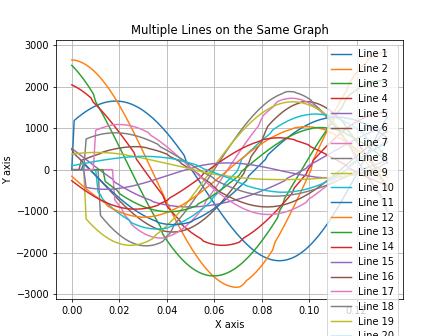 Multiple Lines on the Same Graph
3000
2000
1000
0
−1000
−2000
−3000
Y axis
0.00
0.02
0.04
0.06
0.08
0.10
X axis
Line 1
Line 2
Line 3
Line 4
Line 5
Line 6
Line 7
Line 8
Line 9
Line 10
Line 11
Line 12
Line 13
Line 14
Line 15
Line 16
Line 17
Line 18
Line 19
Line 20